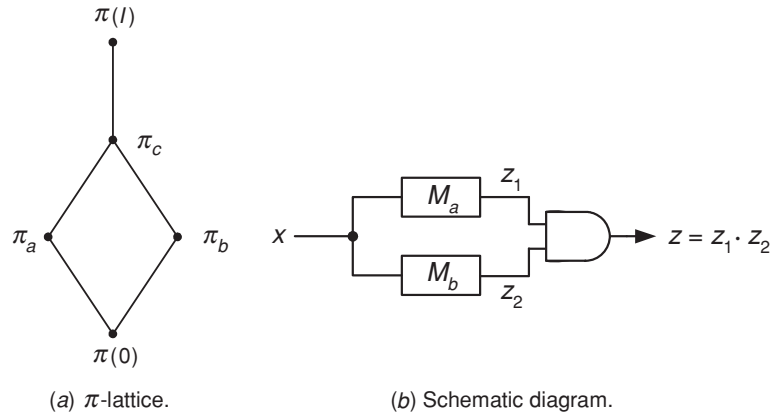 π(I)
π_c
π_a
π_b
π(0)
(a) π-lattice.
x
M_a
M_b
z_1
z_2
z = z_1 · z_2
(b) Schematic diagram.